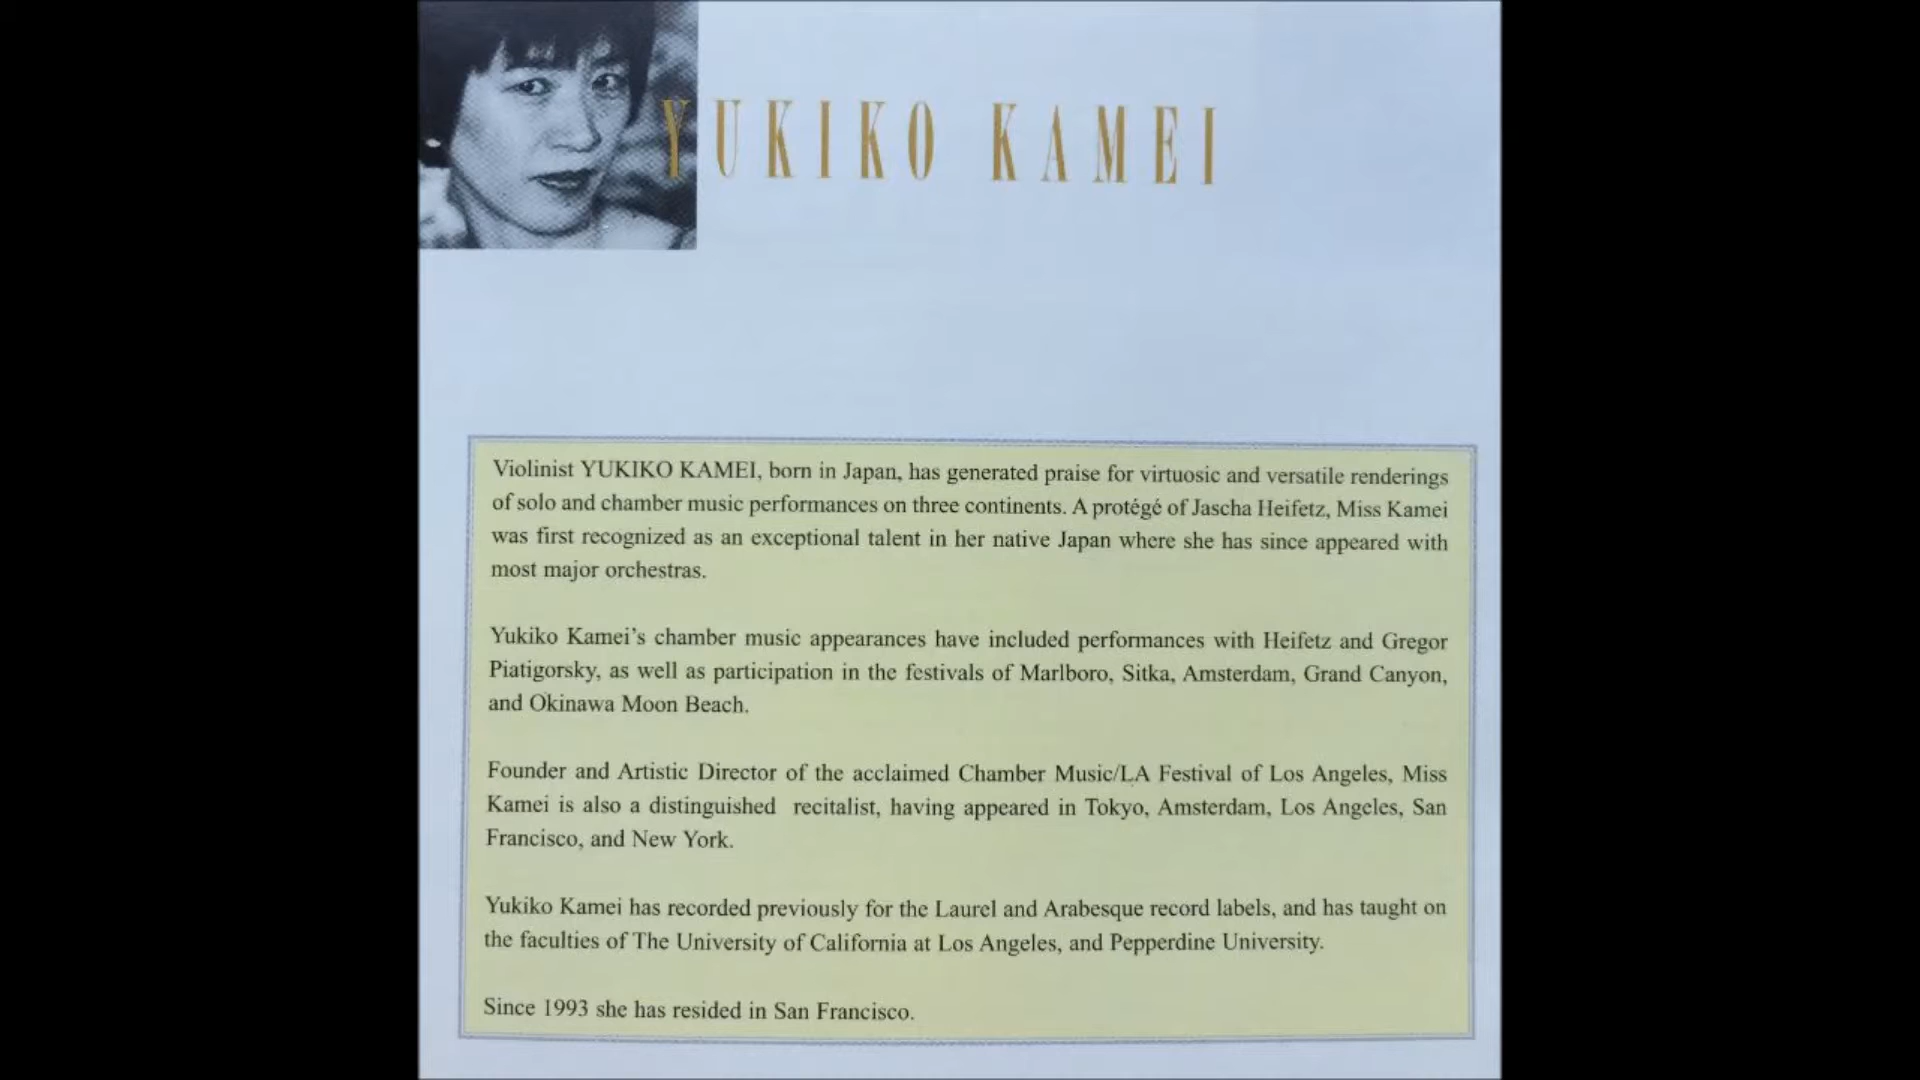 YUKIKO KAMEI
Violinist YUKIKO KAMEI, born in Japan, has generated praise for virtuosic and versatile renderings
of solo and chamber music performances on three continents. A protégé of Jascha Heifetz, Miss Kamei
was first recognized as an exceptional talent in her native Japan where she has since appeared with
most major orchestras.
Yukiko Kamei’s chamber music appearances have included performances with Heifetz and Gregor
Piatigorsky, as well as participation in the festivals of Marlboro, Sitka, Amsterdam, Grand Canyon,
and Okinawa Moon Beach.
Founder and Artistic Director of the acclaimed Chamber Music/LA Festival of Los Angeles, Miss
Kamei is also a distinguished recitalist, having appeared in Tokyo, Amsterdam, Los Angeles, San
Francisco, and New York.
Yukiko Kamei has recorded previously for the Laurel and Arabesque record labels, and has taught on
the faculties of The University of California at Los Angeles, and Pepperdine University.
Since 1993 she has resided in San Francisco.